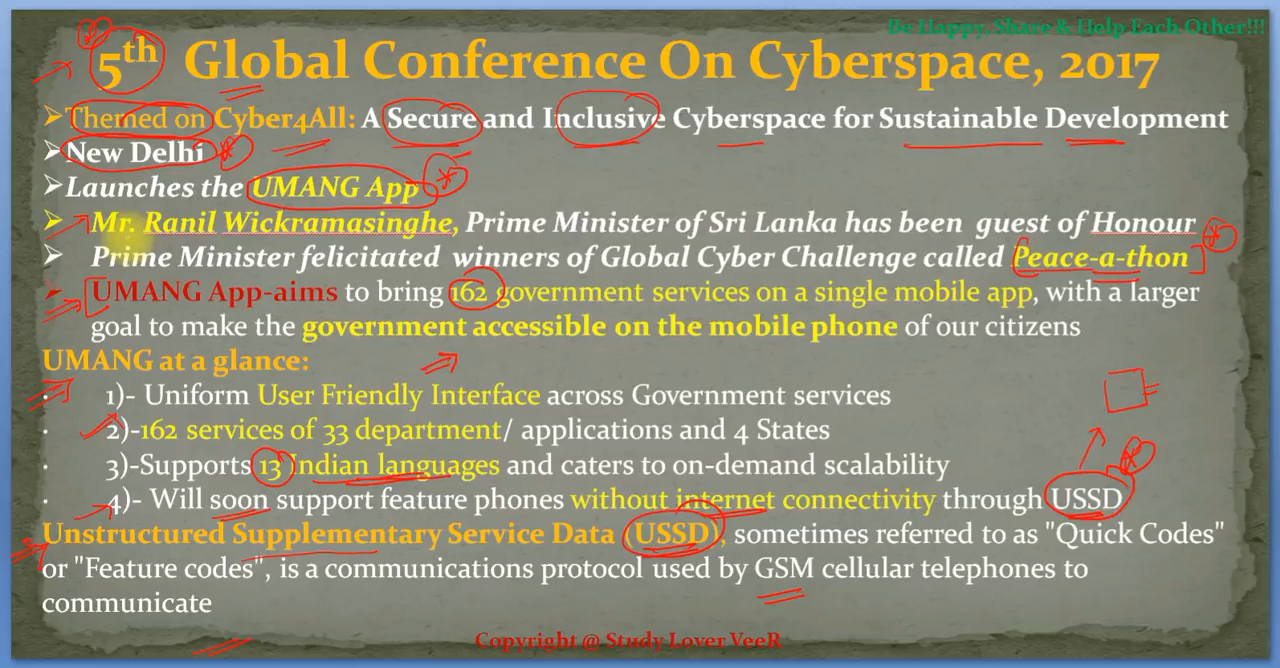 Be Happy, Share & Help Each Other!!!
5th Global Conference On Cyberspace, 2017
➢Themed on Cyber4All: A Secure and Inclusive Cyberspace for Sustainable Development
➢New Delhi
➢Launches the UMANG App
➢ Mr. Ranil Wickramasinghe, Prime Minister of Sri Lanka has been guest of Honour
➢ Prime Minister felicitated winners of Global Cyber Challenge called Peace-a-thon
➢ UMANG App-aims to bring 162 government services on a single mobile app, with a larger
goal to make the government accessible on the mobile phone of our citizens
UMANG at a glance:
· 1)- Uniform User Friendly Interface across Government services
· 2)-162 services of 33 department/ applications and 4 States
· 3)-Supports 13 Indian languages and caters to on-demand scalability
· 4)- Will soon support feature phones without internet connectivity through USSD
Unstructured Supplementary Service Data (USSD), sometimes referred to as "Quick Codes"
or "Feature codes", is a communications protocol used by GSM cellular telephones to
communicate
Copyright @ Study Lover VeeR